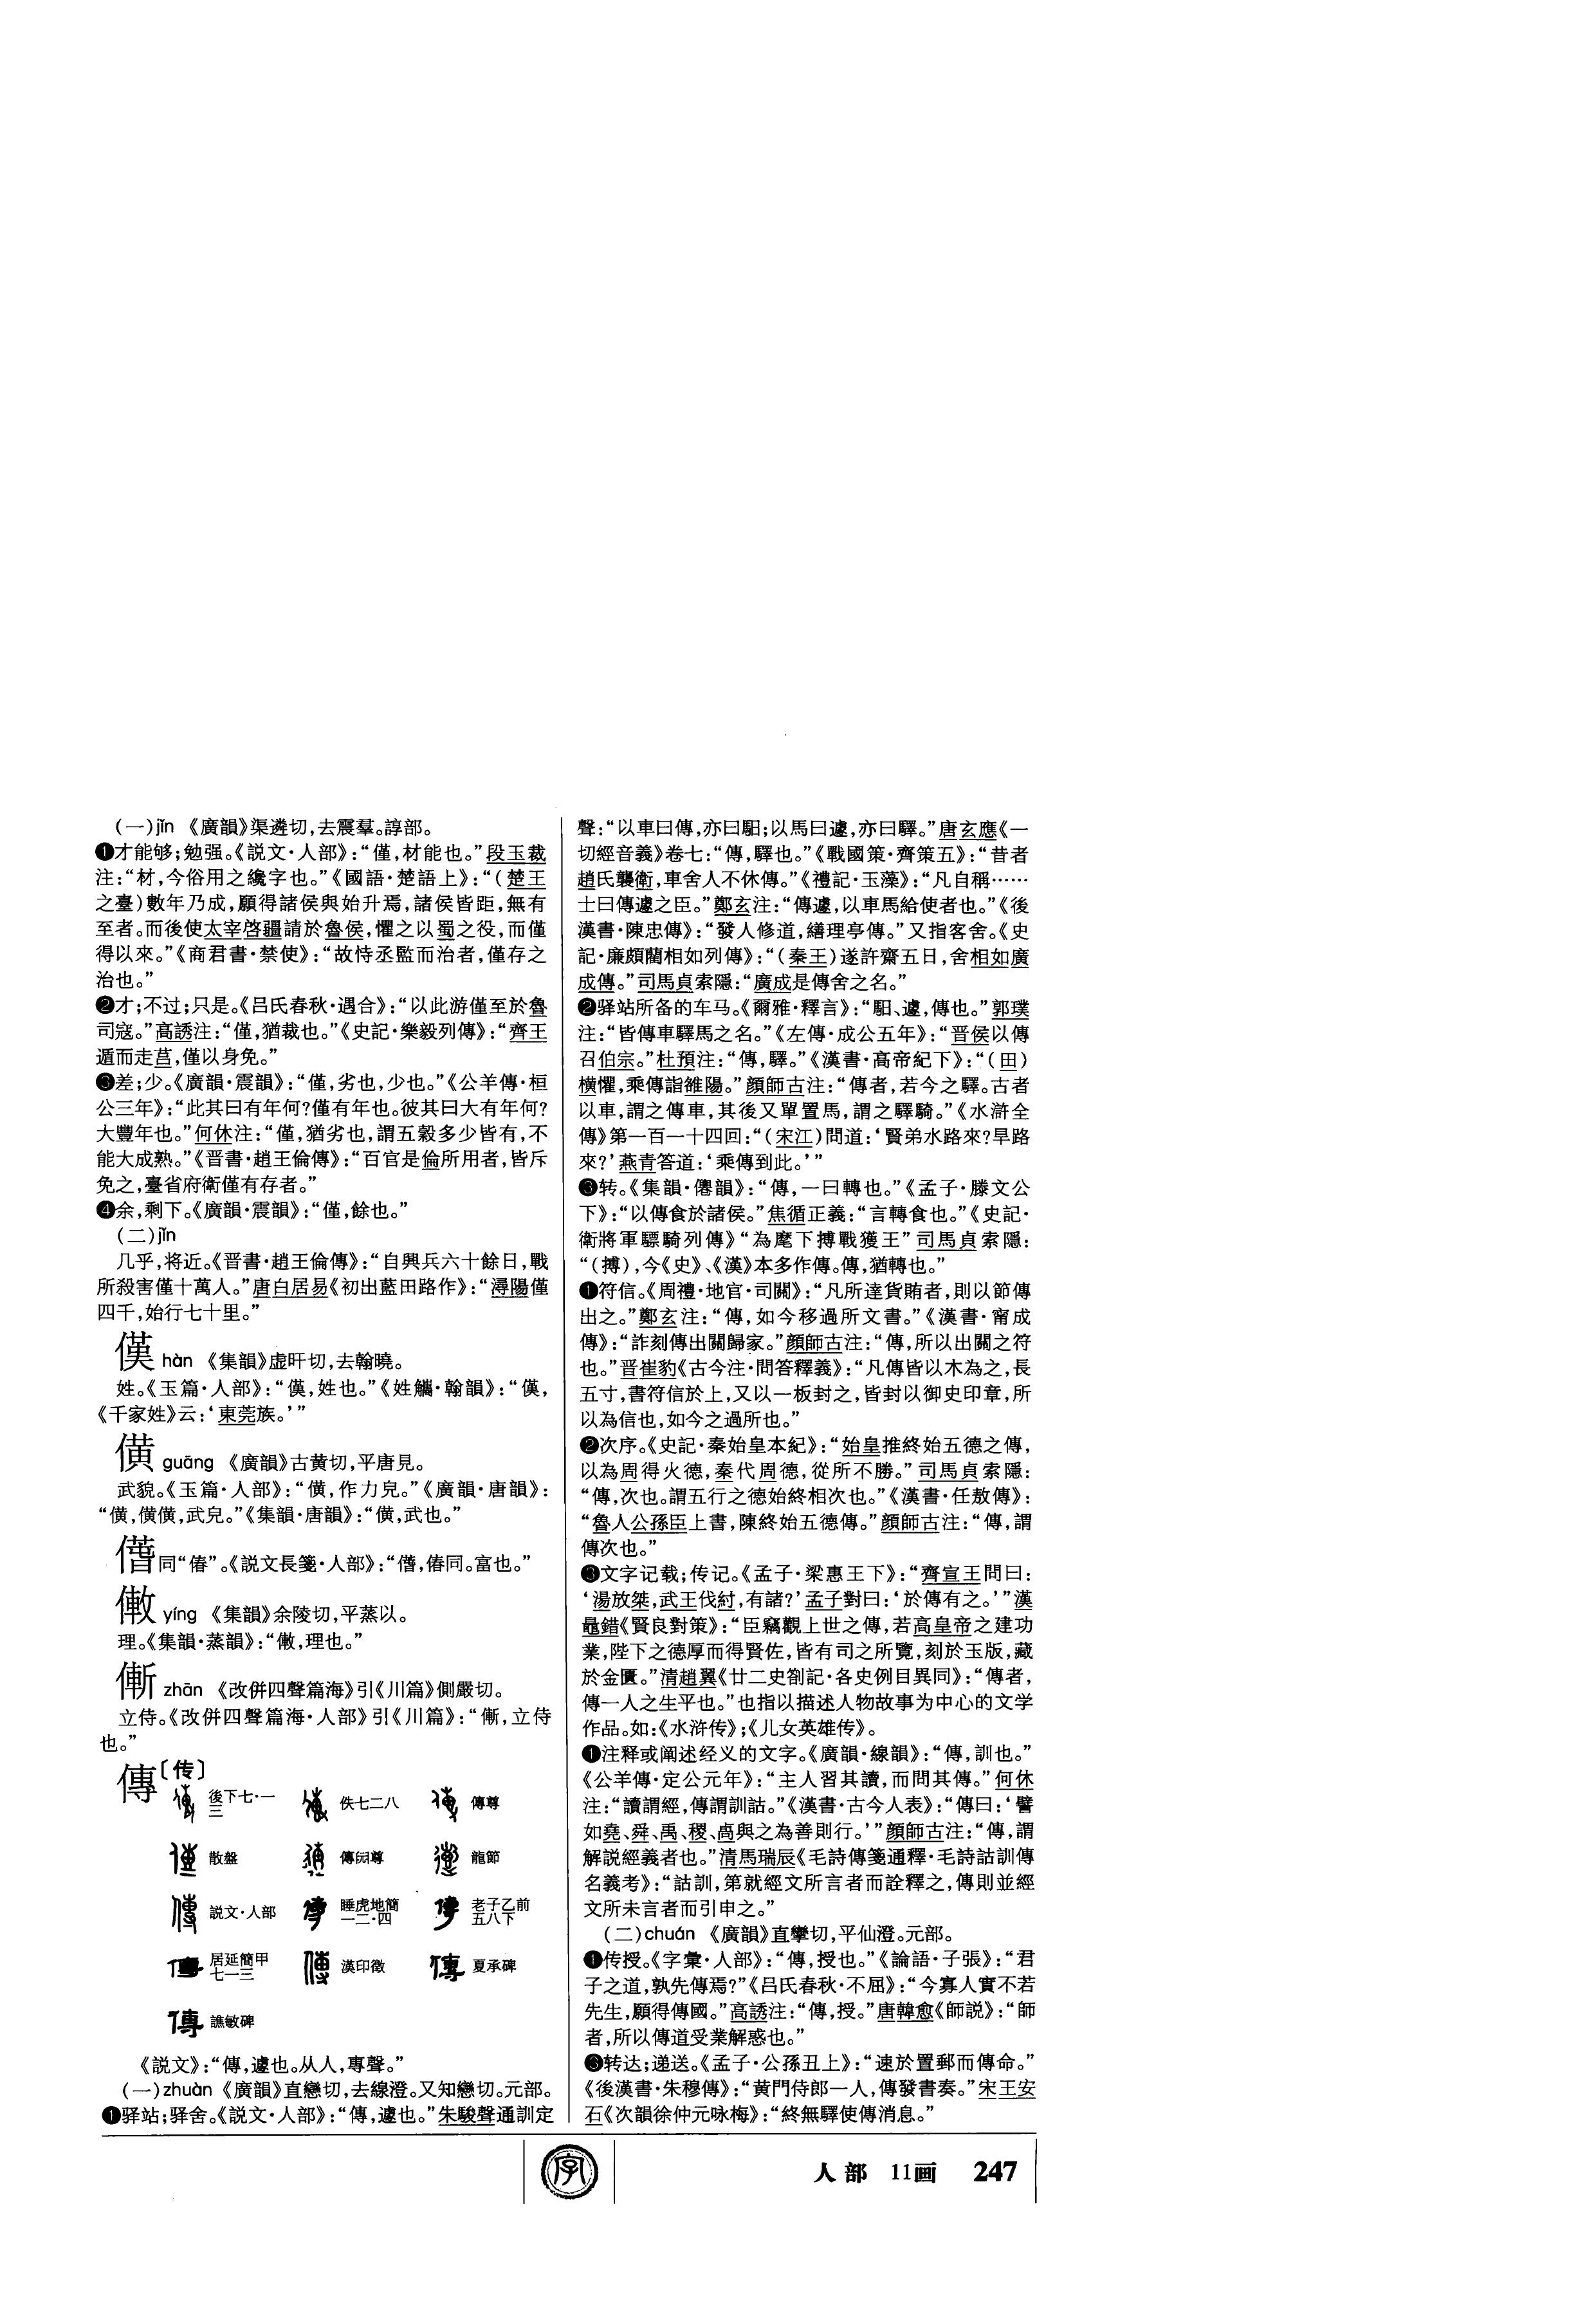 (一)jǐn 《廣韻》渠遴切,去震羣。諄部。
❶才能够;勉强。《説文·人部》:“僅,材能也。”段玉裁
注:“材,今俗用之纔字也。”《國語·楚語上》:“(楚王
之臺)數年乃成,願得諸侯與始升焉,諸侯皆距,無有
至者。而後使太宰啓疆請於魯侯,懼之以蜀之役,而僅
得以來。”《商君書·禁使》:“故恃丞監而治者,僅存之
治也。”
❷才;不过;只是。《吕氏春秋·遇合》:“以此游僅至於魯
司寇。”高誘注:“僅,猶裁也。”《史記·樂毅列傳》:“齊王
遁而走莒,僅以身免。”
❸差;少。《廣韻·震韻》:“僅,劣也,少也。”《公羊傳·桓
公三年》:“此其曰有年何?僅有年也。彼其曰大有年何?
大豐年也。”何休注:“僅,猶劣也,謂五穀多少皆有,不
能大成熟。”《晉書·趙王倫傳》:“百官是倫所用者,皆斥
免之,臺省府衛僅有存者。”
❹余,剩下。《廣韻·震韻》:“僅,餘也。”
(二)jǐn
几乎,将近。《晉書·趙王倫傳》:“自興兵六十餘日,戰
所殺害僅十萬人。”唐白居易《初出藍田路作》:“潯陽僅
四千,始行七十里。”
傼 hàn 《集韻》虚旰切,去翰曉。
姓。《玉篇·人部》:“傼,姓也。”《姓觿·翰韻》:“傼,
《千家姓》云:‘東莞族。’”
僙 guāng 《廣韻》古黄切,平唐見。
武貌。《玉篇·人部》:“僙,作力皃。”《廣韻·唐韻》:
“僙,僙僙,武皃。”《集韻·唐韻》:“僙,武也。”
同“偆”。《説文長箋·人部》:“偆同。富也。”
yíng 《集韻》余陵切,平蒸以。
理。《集韻·蒸韻》:“理也。”
㟻 zhān 《改併四聲篇海》引《川篇》側嚴切。
立侍。《改併四聲篇海·人部》引《川篇》:“立侍
也。”
傳〔传〕
後下七·一三 佚七二八 傳尊
散盤 傳㔶尊 龍節
説文·人部 睡虎地簡一二·四 老子乙前五八下
居延簡甲七一三 漢印徵 夏承碑
譙敏碑
《説文》:“傳,遽也。从人,專聲。”
(一)zhuàn 《廣韻》直戀切,去線澄。又知戀切。元部。
❶驿站;驿舍。《説文·人部》:“傳,遽也。”朱駿聲通訓定
聲:“以車曰傳,亦曰馹;以馬曰遽,亦曰驛。”唐玄應《一
切經音義》卷七:“傳,驛也。”《戰國策·齊策五》:“昔者
趙氏襲衛,車舍人不休傳。”《禮記·玉藻》:“凡自稱……
士曰傳遽之臣。”鄭玄注:“傳遽,以車馬給使者也。”《後
漢書·陳忠傳》:“發人修道,繕理亭傳。”又指客舍。《史
記·廉頗藺相如列傳》:“(秦王)遂許齋五日,舍相如廣
成傳。”司馬貞索隱:“廣成是傳舍之名。”
❷驿站所备的车马。《爾雅·釋言》:“馹、遽,傳也。”郭璞
注:“皆傳車驛馬之名。”《左傳·成公五年》:“晋侯以傳
召伯宗。”杜預注:“傳,驛。”《漢書·高帝紀下》:“(田)
横懼,乘傳詣雒陽。”顔師古注:“傳者,若今之驛。古者
以車,謂之傳車,其後又單置馬,謂之驛騎。”《水滸全
傳》第一百一十四回:“(宋江)問道:‘賢弟水路來?旱路
來?’燕青答道:‘乘傳到此。’”
❸转。《集韻·僊韻》:“傳,一曰轉也。”《孟子·滕文公
下》:“以傳食於諸侯。”焦循正義:“言轉食也。”《史記·
衛將軍驃騎列傳》“為麾下搏戰獲王”司馬貞索隱:
“(搏),今《史》、《漢》本多作傳。傳,猶轉也。”
❶符信。《周禮·地官·司關》:“凡所達貨賄者,則以節傳
出之。”鄭玄注:“傳,如今移過所文書。”《漢書·甯成
傳》:“詐刻傳出關歸家。”顔師古注:“傳,所以出關之符
也。”晋崔豹《古今注·問答釋義》:“凡傳皆以木為之,長
五寸,書符信於上,又以一板封之,皆封以御史印章,所
以為信也,如今之過所也。”
❷次序。《史記·秦始皇本紀》:“始皇推終始五德之傳,
以為周得火德,秦代周德,從所不勝。”司馬貞索隱:
“傳,次也。謂五行之德始終相次也。”《漢書·任敖傳》:
“魯人公孫臣上書,陳終始五德傳。”顔師古注:“傳,謂
傳次也。”
❸文字记载;传记。《孟子·梁惠王下》:“齊宣王問曰:
‘湯放桀,武王伐紂,有諸?’孟子對曰:‘於傳有之。’”漢
鼂錯《賢良對策》:“臣竊觀上世之傳,若高皇帝之建功
業,陛下之德厚而得賢佐,皆有司之所覽,刻於玉版,藏
於金匱。”清趙翼《廿二史劄記·各史例目異同》:“傳者,
傳一人之生平也。”也指以描述人物故事为中心的文学
作品。如:《水浒传》;《儿女英雄传》。
❶注释或阐述经义的文字。《廣韻·線韻》:“傳,訓也。”
《公羊傳·定公元年》:“主人習其讀,而問其傳。”何休
注:“讀謂經,傳謂訓詁。”《漢書·古今人表》:“傳曰:‘譬
如堯、舜、禹、稷、卨與之為善則行。’”顔師古注:“傳,謂
解説經義者也。”清馬瑞辰《毛詩傳箋通釋·毛詩詁訓傳
名義考》:“詁訓,第就經文所言者而詮釋之,傳則並經
文所未言者而引申之。”
(二)chuán 《廣韻》直攣切,平仙澄。元部。
❶传授。《字彙·人部》:“傳,授也。”《論語·子張》:“君
子之道,孰先傳焉?”《吕氏春秋·不屈》:“今寡人實不若
先生,願得傳國。”高誘注:“傳,授。”唐韓愈《師説》:“師
者,所以傳道受業解惑也。”
❸转达;递送。《孟子·公孫丑上》:“速於置郵而傳命。”
《後漢書·朱穆傳》:“黄門侍郎一人,傳發書奏。”宋王安
石《次韻徐仲元咏梅》:“終無驛使傳消息。”
字
人部 11画 247